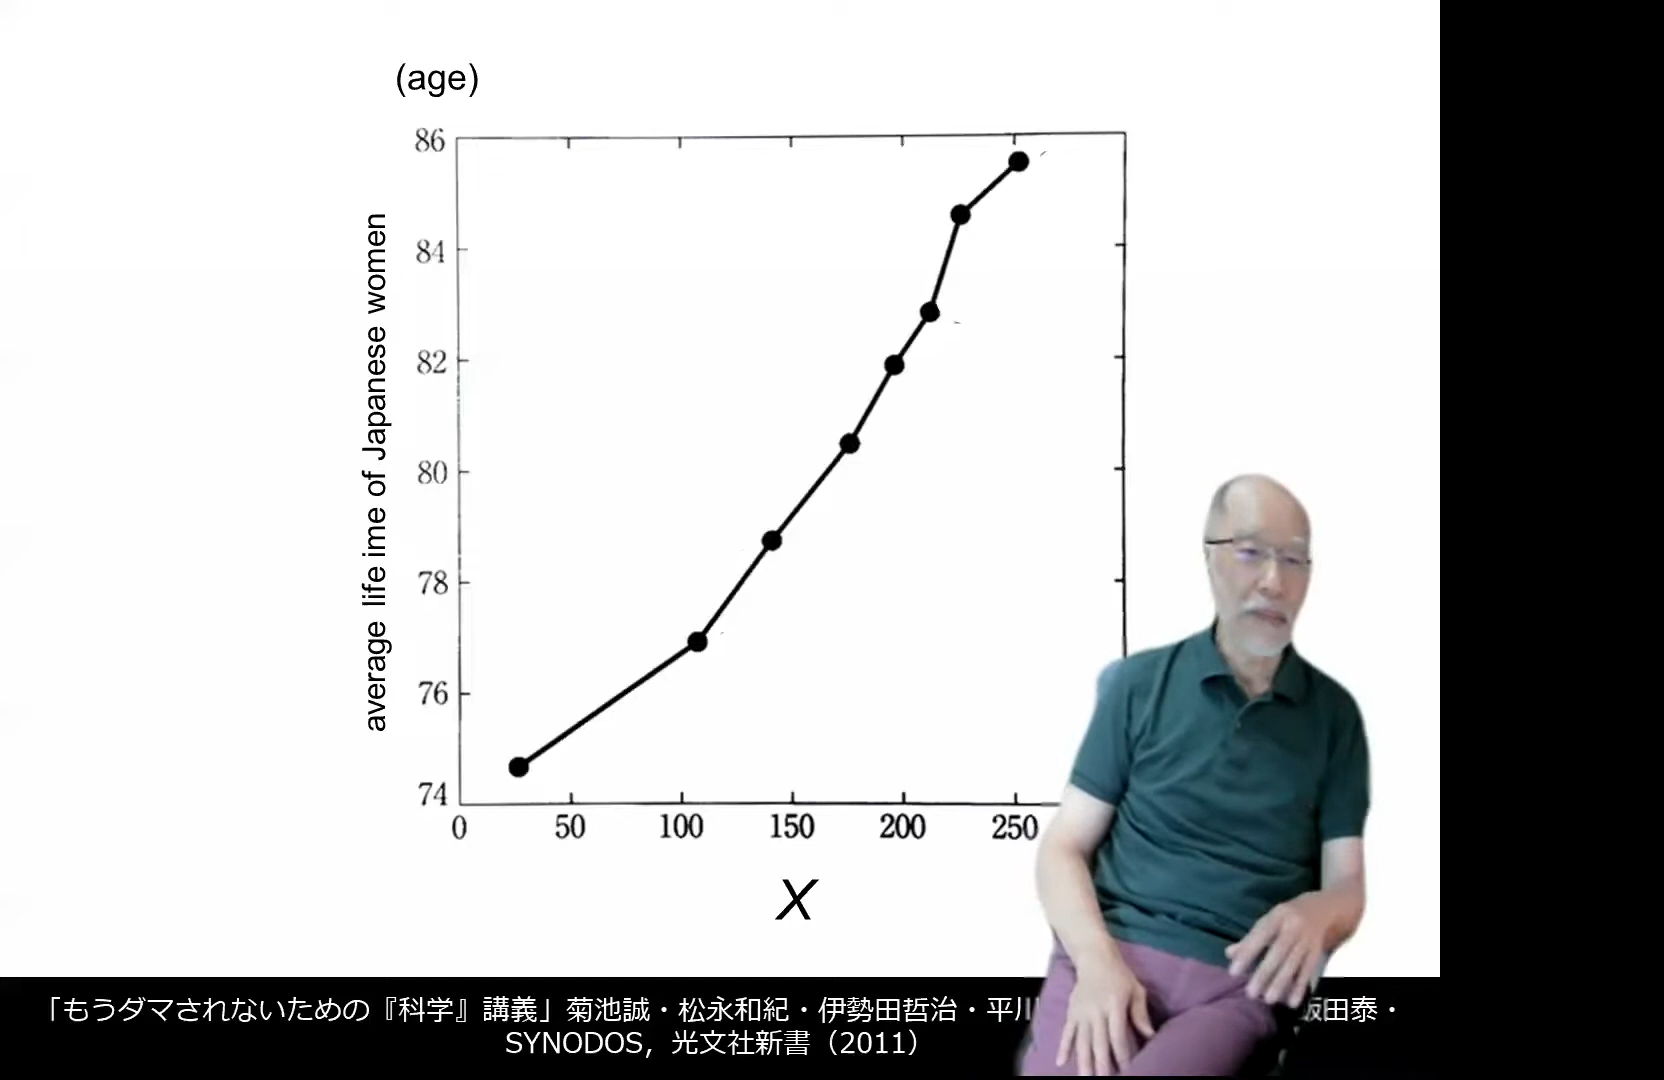 (age)
86
84
82
80
78
76
74
average life ime of Japanese women
0 50 100 150 200 250
X
「もうダマされないための『科学』講義」菊池誠・松永和紀・伊勢田哲治・平川 飯田泰・
SYNODOS，光文社新書（2011）